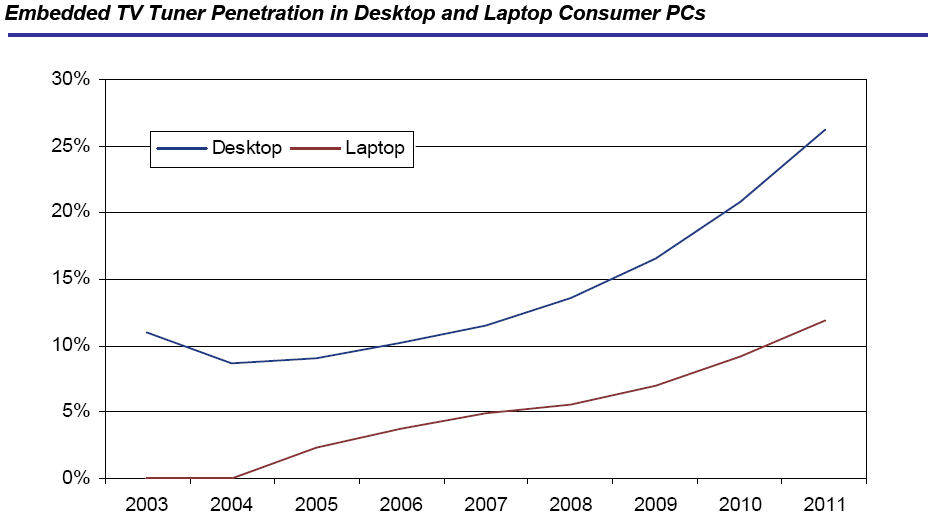 Embedded TV Tuner Penetration in Desktop and Laptop Consumer PCs
30%
Desktop Laptop
25%
20%
15%
10%
5%
0%
2003 2004 2005 2006 2007 2008 2009 2010 2011